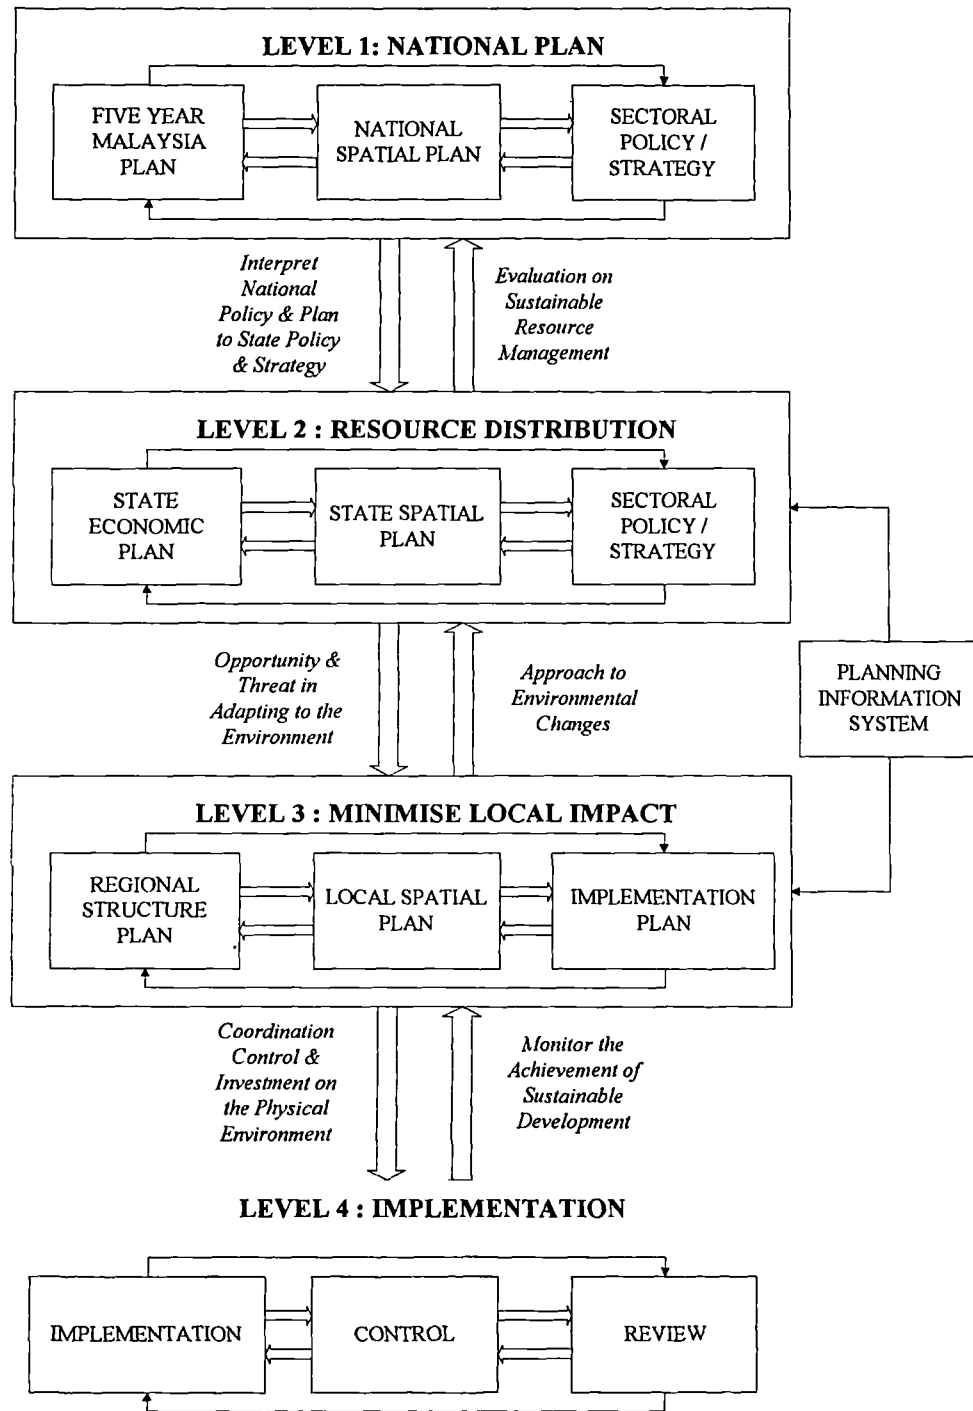 LEVEL 1: NATIONAL PLAN
FIVE YEAR
MALAYSIA
PLAN
NATIONAL
SPATIAL PLAN
SECTORAL
POLICY /
STRATEGY
Interpret
National
Policy & Plan
to State Policy
& Strategy
Evaluation on
Sustainable
Resource
Management
LEVEL 2 : RESOURCE DISTRIBUTION
STATE
ECONOMIC
PLAN
STATE SPATIAL
PLAN
SECTORAL
POLICY /
STRATEGY
Opportunity &
Threat in
Adapting to the
Environment
Approach to
Environmental
Changes
PLANNING
INFORMATION
SYSTEM
LEVEL 3 : MINIMISE LOCAL IMPACT
REGIONAL
STRUCTURE
PLAN
LOCAL SPATIAL
PLAN
IMPLEMENTATION
PLAN
Coordination
Control &
Investment on
the Physical
Environment
Monitor the
Achievement of
Sustainable
Development
LEVEL 4 : IMPLEMENTATION
IMPLEMENTATION
CONTROL
REVIEW